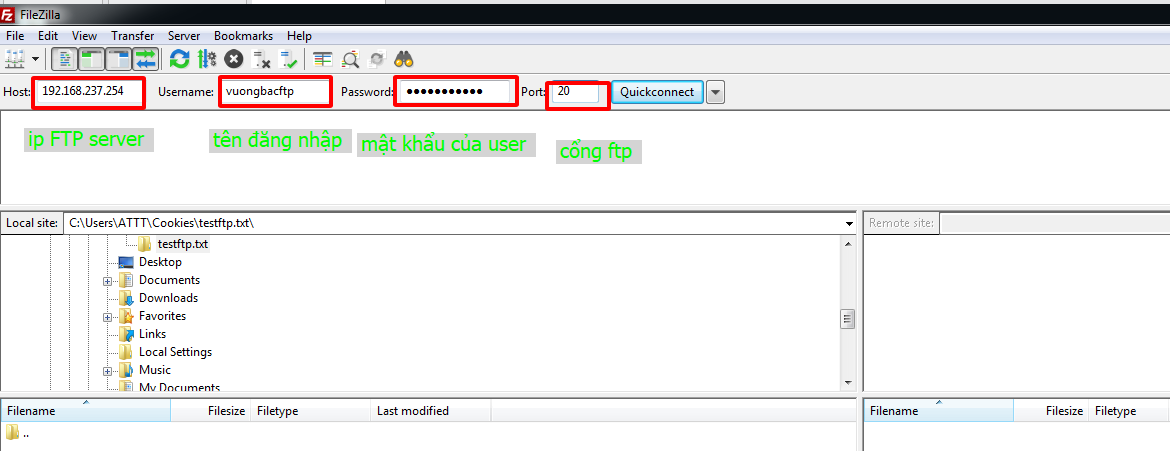 FileZilla
File Edit View Transfer Server Bookmarks Help
Host: 192.168.237.254 Username: vuongbacftp Password: ●●●●●●●●●●● Port: 20 Quickconnect
ip FTP server tên đăng nhập mật khẩu của user cổng ftp
Local site: C:\Users\ATTT\Cookies\testftp.txt\ Remote site:
testftp.txt
Desktop
Documents
Downloads
Favorites
Links
Local Settings
Music
My Documents
Filename Filesize Filetype Last modified Filename Filesize Filetype
..